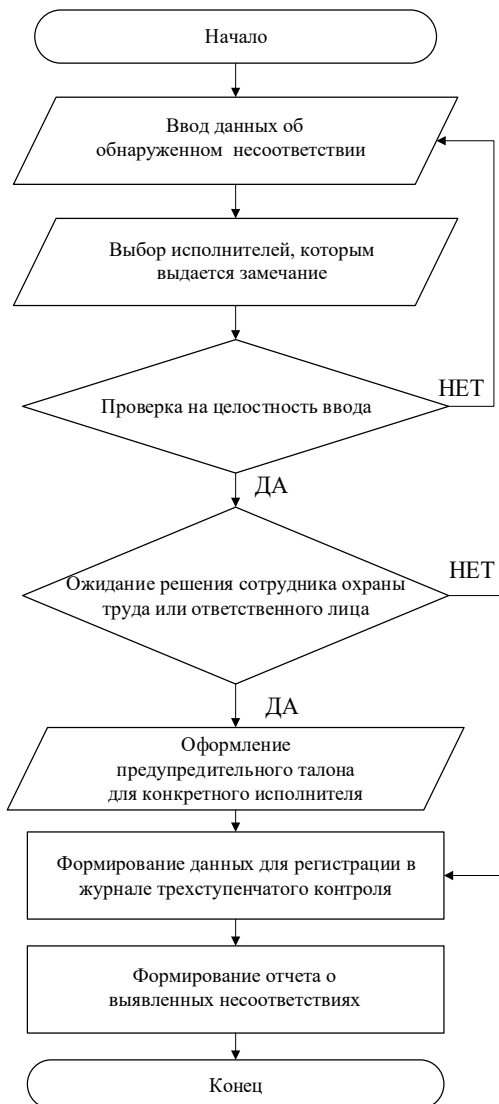 Начало
Ввод данных об
обнаруженном несоответствии
Выбор исполнителей, которым
выдается замечание
Проверка на целостность ввода
НЕТ
ДА
Ожидание решения сотрудника охраны
труда или ответственного лица
НЕТ
ДА
Оформление
предупредительного талона
для конкретного исполнителя
Формирование данных для регистрации в
журнале трехступенчатого контроля
Формирование отчета о
выявленных несоответствиях
Конец